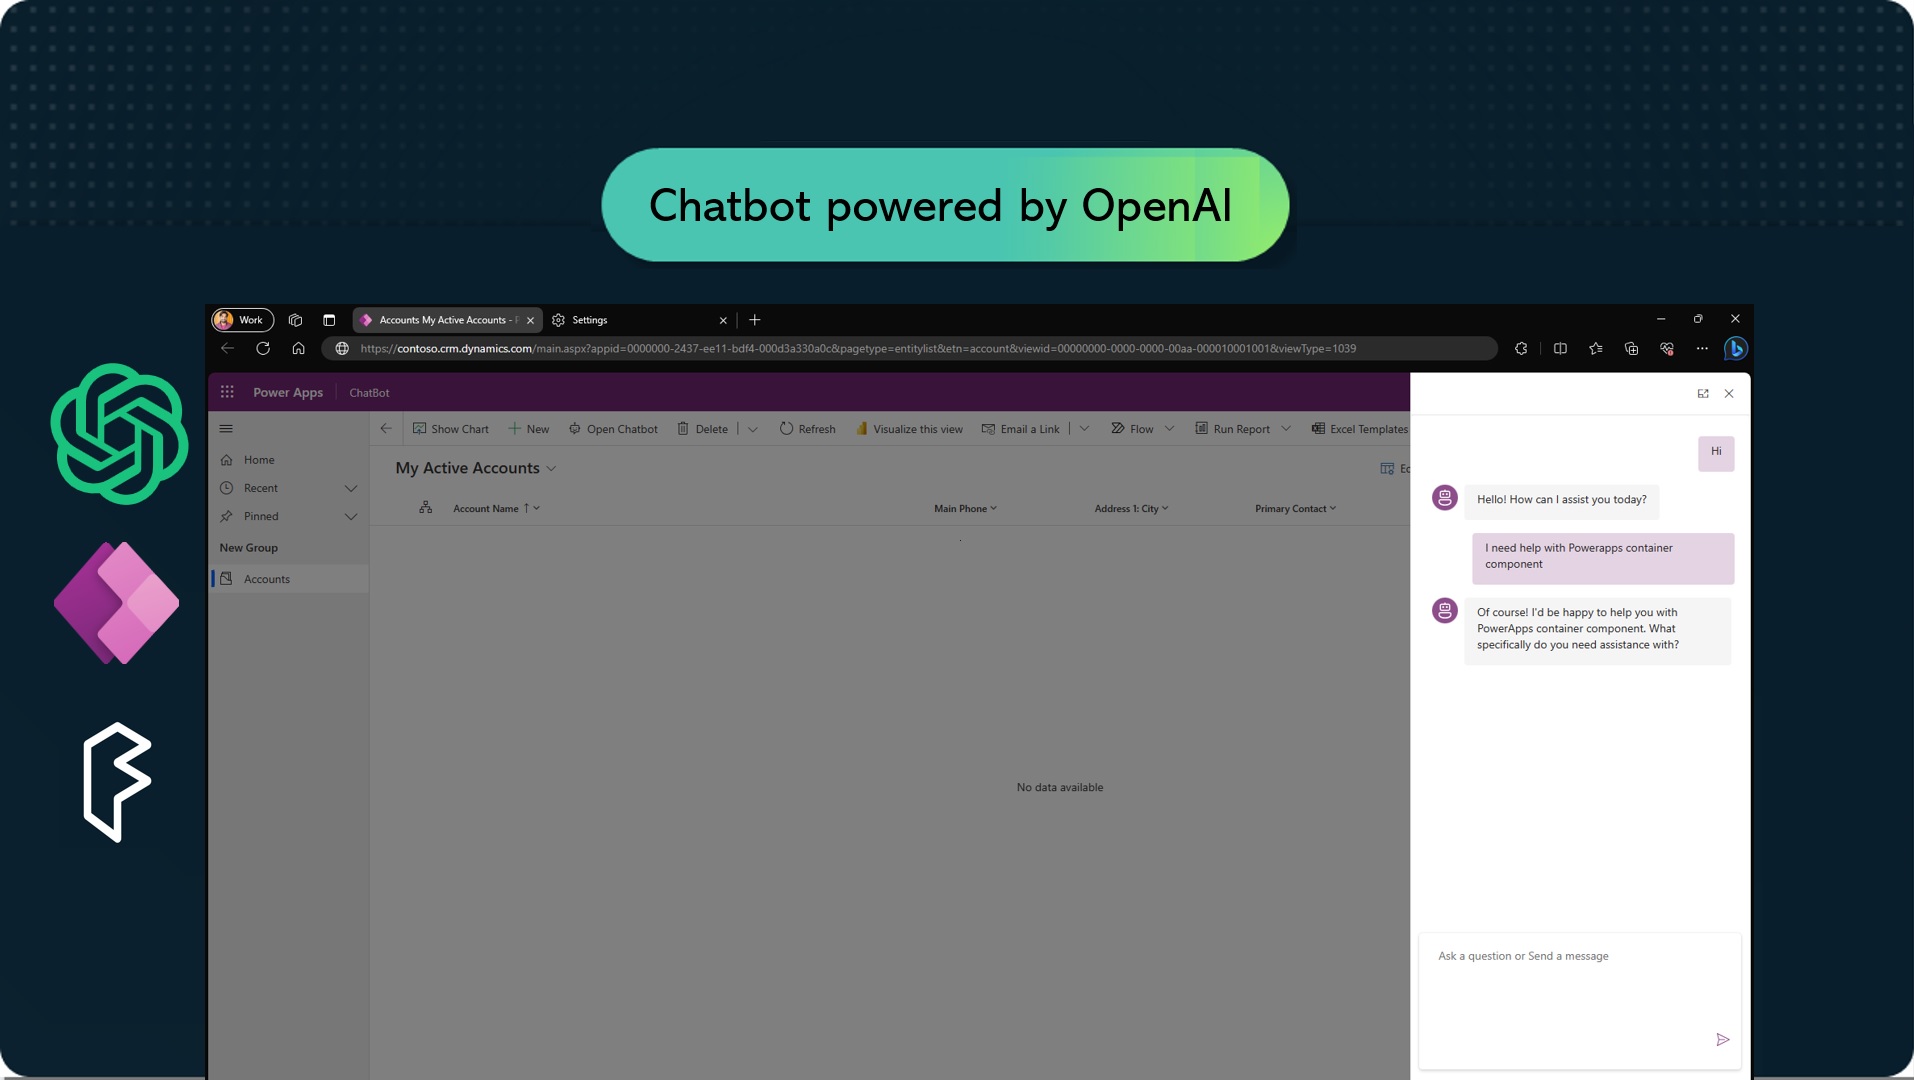 Chatbot powered by OpenAI
Work
Accounts My Active Accounts -
Settings
https://contoso.crm.dynamics.com/main.aspx?appid=0000000-2437-ee11-bdf4-000d3a330a0c&pagetype=entitylist&etn=account&viewid=00000000-0000-0000-00aa-000010001001&viewType=1039
Power Apps
ChatBot
Show Chart
New
Open Chatbot
Delete
Refresh
Visualize this view
Email a Link
Flow
Run Report
Excel Templates
Home
Recent
Pinned
New Group
Accounts
My Active Accounts
Account Name
Main Phone
Address 1: City
Primary Contact
No data available
Hi
Hello! How can I assist you today?
I need help with Powerapps container
component
Of course! I'd be happy to help you with
PowerApps container component. What
specifically do you need assistance with?
Ask a question or Send a message